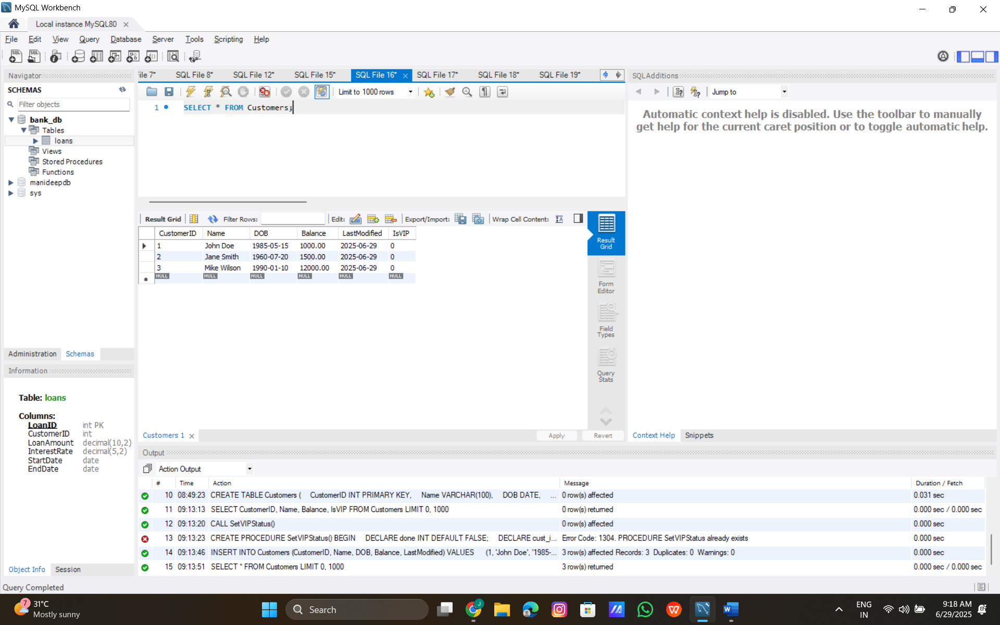 MySQL Workbench
Local instance MySQL80
File Edit View Query Database Server Tools Scripting Help
Navigator
SCHEMAS
Filter objects
bank_db
Tables
loans
Views
Stored Procedures
Functions
manideepdb
sys
Administration Schemas
Information
Table: loans
Columns:
LoanID int PK
CustomerID int
LoanAmount decimal(10,2)
InterestRate decimal(5,2)
StartDate date
EndDate date
Object Info Session
ile 7* SQL File 8* SQL File 12* SQL File 15* SQL File 16* SQL File 17* SQL File 18* SQL File 19*
Limit to 1000 rows
1 SELECT * FROM Customers;
Result Grid Filter Rows: Edit: Export/Import: Wrap Cell Content:
CustomerID Name DOB Balance LastModified IsVIP
1 John Doe 1985-05-15 1000.00 2025-06-29 0
2 Jane Smith 1960-07-20 1500.00 2025-06-29 0
3 Mike Wilson 1990-01-10 12000.00 2025-06-29 0
NULL NULL NULL NULL NULL NULL
Result
Grid
Form
Editor
Field
Types
Query
Stats
Customers 1 Apply Revert
SQLAdditions
Jump to
Automatic context help is disabled. Use the toolbar to manually
get help for the current caret position or to toggle automatic help.
Context Help Snippets
Output
Action Output
# Time Action Message Duration / Fetch
10 08:49:23 CREATE TABLE Customers ( CustomerID INT PRIMARY KEY, Name VARCHAR(100), DOB DATE, ... 0 row(s) affected 0.031 sec
11 09:13:13 SELECT CustomerID, Name, Balance, IsVIP FROM Customers LIMIT 0, 1000 0 row(s) returned 0.000 sec / 0.000 sec
12 09:13:20 CALL SetVIPStatus() 0 row(s) affected 0.000 sec
13 09:13:23 CREATE PROCEDURE SetVIPStatus() BEGIN DECLARE done INT DEFAULT FALSE; DECLARE cust_i... Error Code: 1304. PROCEDURE SetVIPStatus already exists 0.000 sec
14 09:13:46 INSERT INTO Customers (CustomerID, Name, DOB, Balance, LastModified) VALUES (1, 'John Doe', '1985-... 3 row(s) affected Records: 3 Duplicates: 0 Warnings: 0 0.000 sec
15 09:13:51 SELECT * FROM Customers LIMIT 0, 1000 3 row(s) returned 0.000 sec / 0.000 sec
Query Completed
7
31°C
Mostly sunny
Search
J
ENG
IN
9:18 AM
6/29/2025